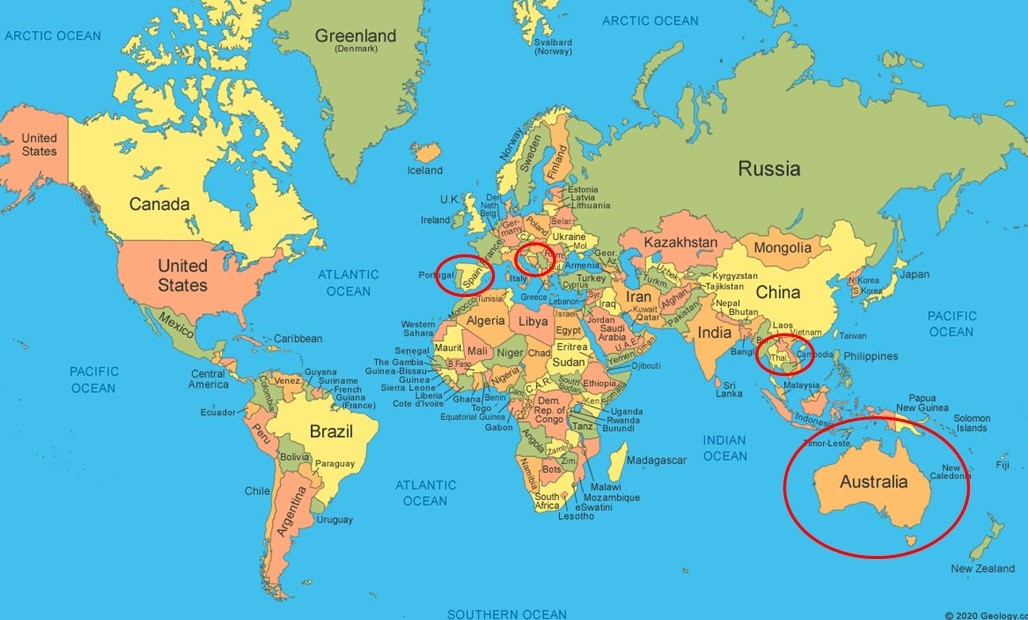 ARCTIC OCEAN
Greenland
(Denmark)
Svalbard
(Norway)
ARCTIC OCEAN
United
States
Canada
Iceland
Norway
Sweden
Finland
Russia
Estonia
Latvia
Lithuania
U.K.
Ireland
Den
Neth
Belg.
Ger-
many
Poland
Belar.
Ukraine
Mol
France
Portugal
Spain
Italy
Greece
Turkey
Cyprus
Lebanon
Geor.
Armenia
Az.
Kazakhstan
Uzbek.
Turkm.
Kyrgyzstan
Tajikistan
Mongolia
China
N Korea
S Korea
Japan
United
States
ATLANTIC
OCEAN
PACIFIC
OCEAN
Mexico
Caribbean
Central
America
Morocco
Tunisia
Algeria
Libya
Egypt
Israel
Syr.
Iraq
Jordan
Iran
Kuwait
Qatar
Saudi
Arabia
U.A.E.
Oman
Yemen
Afghan.
Pakistan
Nepal
Bhutan
India
Bangl
Bur
Laos
Vietnam
Thai.
Cambodia
Taiwan
Philippines
Malaysia
Sri
Lanka
Western
Sahara
Maurit
Mali
Niger
Chad
Sudan
Eritrea
Djibouti
Senegal
The Gambia
Guinea-Bissau
Guinea
Sierra Leone
Liberia
Cote d'Ivoire
B.Faso
Ghana
Togo
Benin
Nigeria
Cam.
C.A.R.
South
Sudan
Ethiopia
Somalia
Equatorial Guinea
Gabon
Congo
Dem.
Rep. of
Congo
Ken.
Uganda
Rwanda
Burundi
Tanz.
PACIFIC
OCEAN
Venez.
Guyana
Suriname
French
Guiana
(France)
Colombia
Ecuador
Peru
Brazil
Bolivia
Paraguay
Chile
Argentina
Uruguay
ATLANTIC
OCEAN
Angola
Zambia
Zim.
Namibia
Bots
South
Africa
Madagascar
Malawi
Mozambique
eSwatini
Lesotho
INDIAN
OCEAN
Indonesia
Timor-Leste
Papua
New Guinea
Solomon
Islands
Australia
New
Caledonia
Fiji
New Zealand
SOUTHERN OCEAN
© 2020 Geology.co